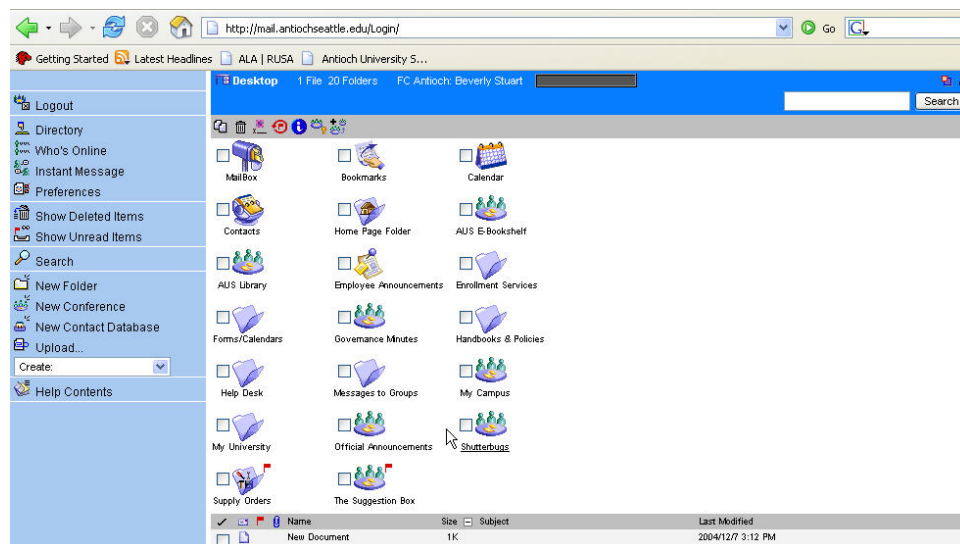 http://mail.antiochseattle.edu/Login/
Go
G
Getting Started Latest Headlines ALA | RUSA Antioch University S...
Desktop 1 File 20 Folders FC Antioch: Beverly Stuart
Search
Logout
Directory
Who's Online
Instant Message
Preferences
Show Deleted Items
Show Unread Items
Search
New Folder
New Conference
New Contact Database
Upload...
Create:
Help Contents
MailBox Bookmarks Calendar
Contacts Home Page Folder AUS E-Bookshelf
AUS Library Employee Announcements Enrollment Services
Forms/Calendars Governance Minutes Handbooks & Policies
Help Desk Messages to Groups My Campus
My University Official Announcements Shutterbugs
Supply Orders The Suggestion Box
Name Size Subject Last Modified
New Document 1K 2004/12/7 3:12 PM